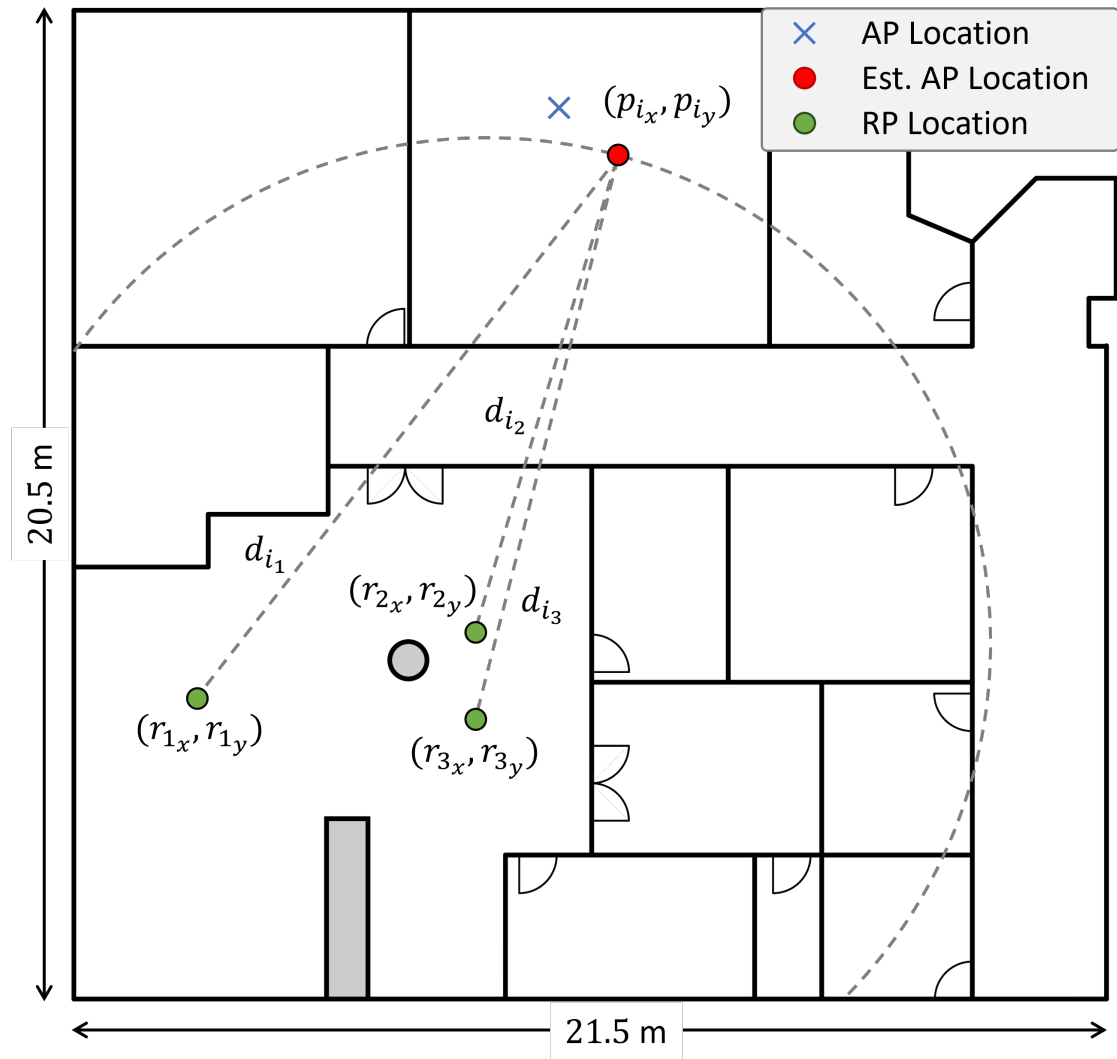 AP Location
Est. AP Location
RP Location
(p_{i_x}, p_{i_y})
d_{i_2}
20.5 m
d_{i_1}
(r_{2_x}, r_{2_y})
d_{i_3}
(r_{1_x}, r_{1_y})
(r_{3_x}, r_{3_y})
21.5 m